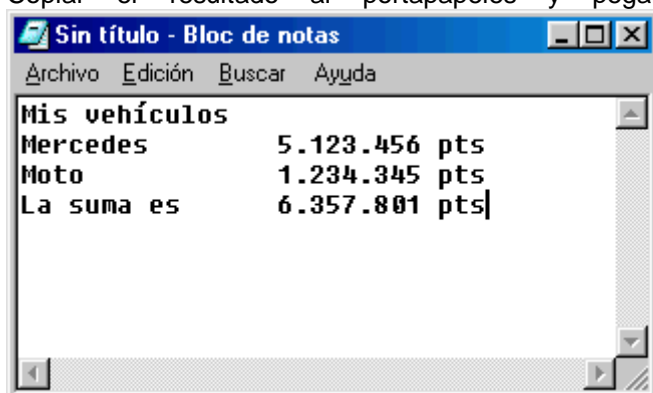 Copiar el resultado al portapapeles y pega
Sin título - Bloc de notas
Archivo Edición Buscar Ayuda
Mis vehículos
Mercedes 5.123.456 pts
Moto 1.234.345 pts
La suma es 6.357.801 pts